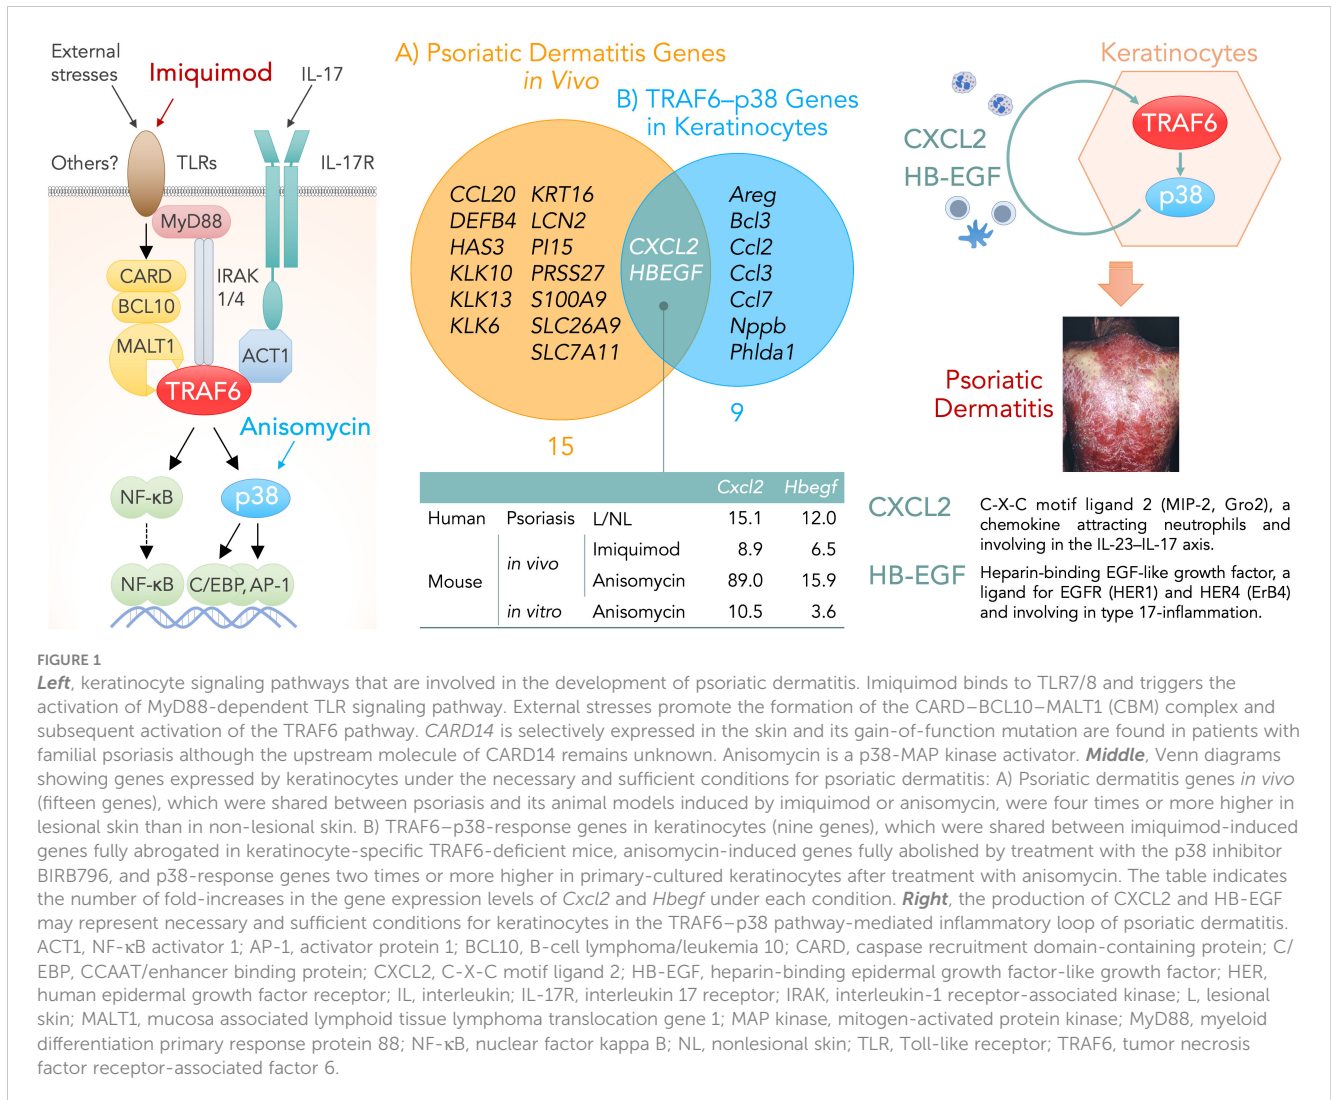 External
stresses
Imiquimod
IL-17
Others?
TLRs
IL-17R
MyD88
CARD
BCL10
MALT1
IRAK
1/4
ACT1
TRAF6
Anisomycin
NF-κB
p38
NF-κB
C/EBP, AP-1
A) Psoriatic Dermatitis Genes
in Vivo
B) TRAF6–p38 Genes
in Keratinocytes
CCL20 KRT16
DEFB4 LCN2
HAS3 PI15
KLK10 PRSS27
KLK13 S100A9
KLK6 SLC26A9
SLC7A11
CXCL2
HBEGF
Areg
Bcl3
Ccl2
Ccl3
Ccl7
Nppb
Phlda1
15
9
Cxcl2 Hbegf
Human Psoriasis L/NL 15.1 12.0
Mouse in vivo Imiquimod 8.9 6.5
Anisomycin 89.0 15.9
in vitro Anisomycin 10.5 3.6
Keratinocytes
TRAF6
p38
CXCL2
HB-EGF
Psoriatic
Dermatitis
CXCL2
C-X-C motif ligand 2 (MIP-2, Gro2), a
chemokine attracting neutrophils and
involving in the IL-23–IL-17 axis.
HB-EGF
Heparin-binding EGF-like growth factor, a
ligand for EGFR (HER1) and HER4 (ErB4)
and involving in type 17-inflammation.
FIGURE 1
Left, keratinocyte signaling pathways that are involved in the development of psoriatic dermatitis. Imiquimod binds to TLR7/8 and triggers the
activation of MyD88-dependent TLR signaling pathway. External stresses promote the formation of the CARD–BCL10–MALT1 (CBM) complex and
subsequent activation of the TRAF6 pathway. CARD14 is selectively expressed in the skin and its gain-of-function mutation are found in patients with
familial psoriasis although the upstream molecule of CARD14 remains unknown. Anisomycin is a p38-MAP kinase activator. Middle, Venn diagrams
showing genes expressed by keratinocytes under the necessary and sufficient conditions for psoriatic dermatitis: A) Psoriatic dermatitis genes in vivo
(fifteen genes), which were shared between psoriasis and its animal models induced by imiquimod or anisomycin, were four times or more higher in
lesional skin than in non-lesional skin. B) TRAF6–p38-response genes in keratinocytes (nine genes), which were shared between imiquimod-induced
genes fully abrogated in keratinocyte-specific TRAF6-deficient mice, anisomycin-induced genes fully abolished by treatment with the p38 inhibitor
BIRB796, and p38-response genes two times or more higher in primary-cultured keratinocytes after treatment with anisomycin. The table indicates
the number of fold-increases in the gene expression levels of Cxcl2 and Hbegf under each condition. Right, the production of CXCL2 and HB-EGF
may represent necessary and sufficient conditions for keratinocytes in the TRAF6–p38 pathway-mediated inflammatory loop of psoriatic dermatitis.
ACT1, NF-κB activator 1; AP-1, activator protein 1; BCL10, B-cell lymphoma/leukemia 10; CARD, caspase recruitment domain-containing protein; C/
EBP, CCAAT/enhancer binding protein; CXCL2, C-X-C motif ligand 2; HB-EGF, heparin-binding epidermal growth factor-like growth factor; HER,
human epidermal growth factor receptor; IL, interleukin; IL-17R, interleukin 17 receptor; IRAK, interleukin-1 receptor-associated kinase; L, lesional
skin; MALT1, mucosa associated lymphoid tissue lymphoma translocation gene 1; MAP kinase, mitogen-activated protein kinase; MyD88, myeloid
differentiation primary response protein 88; NF-κB, nuclear factor kappa B; NL, nonlesional skin; TLR, Toll-like receptor; TRAF6, tumor necrosis
factor receptor-associated factor 6.